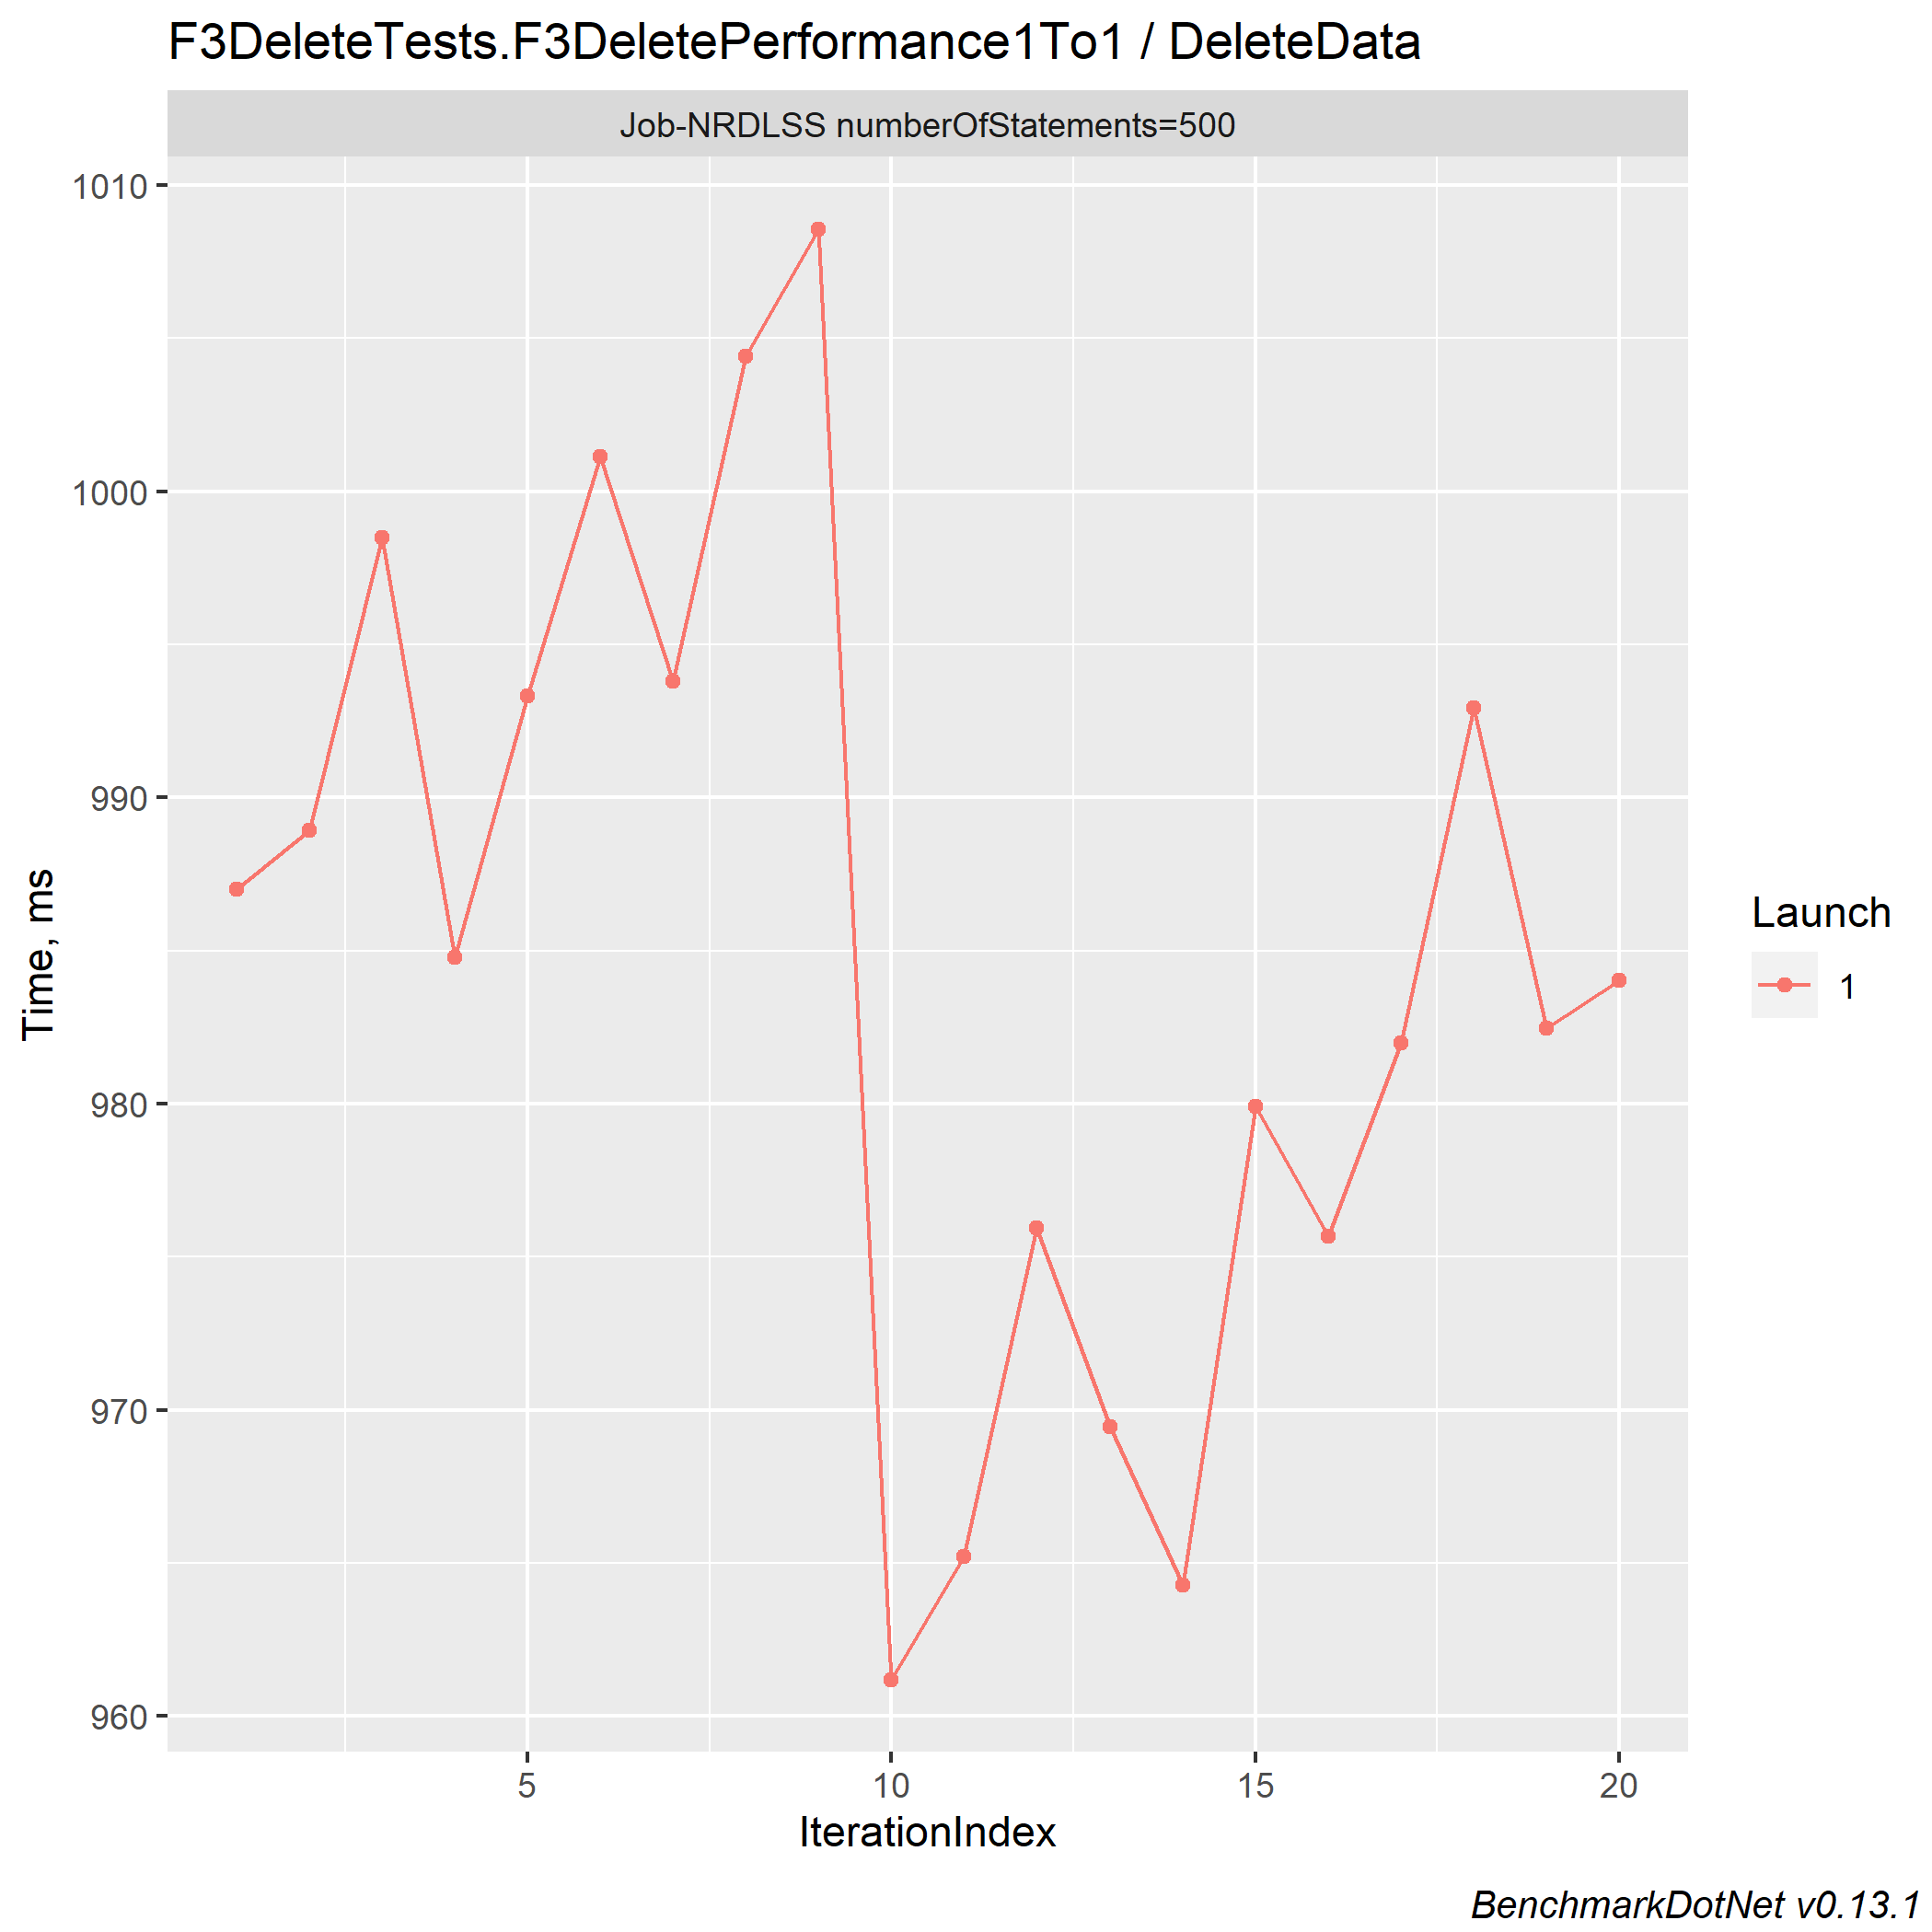 F3DeleteTests.F3DeletePerformance1To1 / DeleteData
Job-NRDLSS numberOfStatements=500
1010
1000
990
980
970
960
Time, ms
5 10 15 20
IterationIndex
Launch
1
BenchmarkDotNet v0.13.1